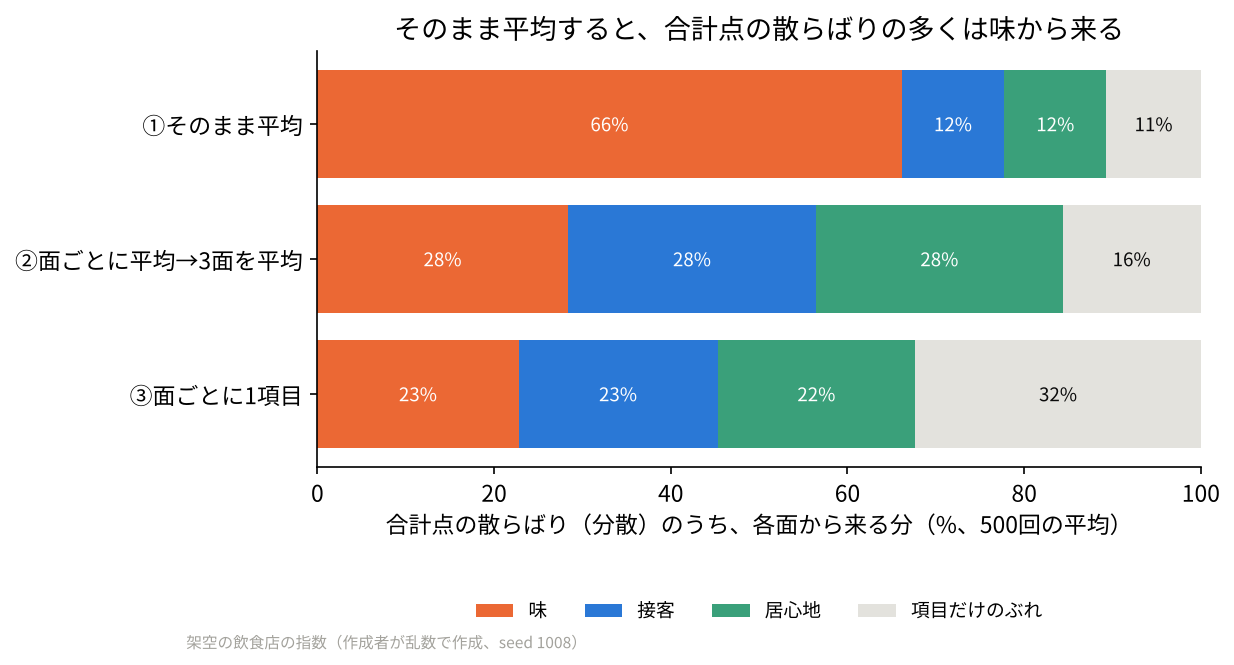 そのまま平均すると、合計点の散らばりの多くは味から来る
①そのまま平均
66%
12%
12%
11%
②面ごとに平均→3面を平均
28%
28%
28%
16%
③面ごとに1項目
23%
23%
22%
32%
0
20
40
60
80
100
合計点の散らばり（分散）のうち、各面から来る分（%、500回の平均）
味
接客
居心地
項目だけのぶれ
架空の飲食店の指数（作成者が乱数で作成、seed 1008）